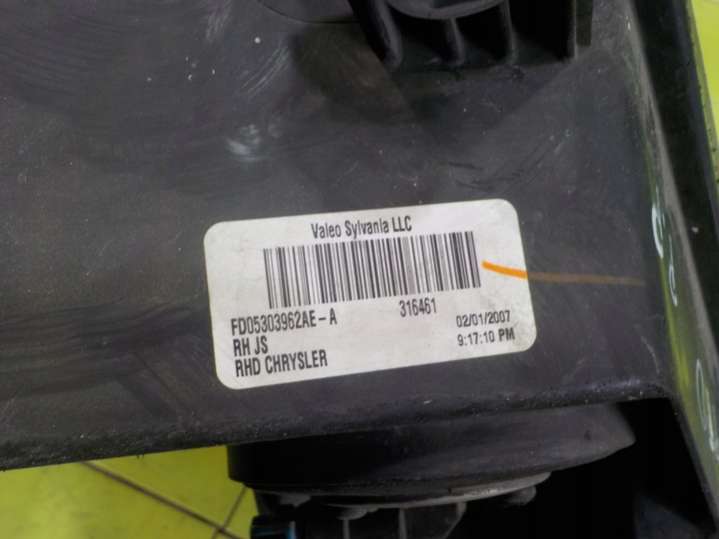 Valeo Sylvania LLC
FD05303962AE-A 316461
RH JS 02/01/2007
RHD CHRYSLER 9:17:10 PM